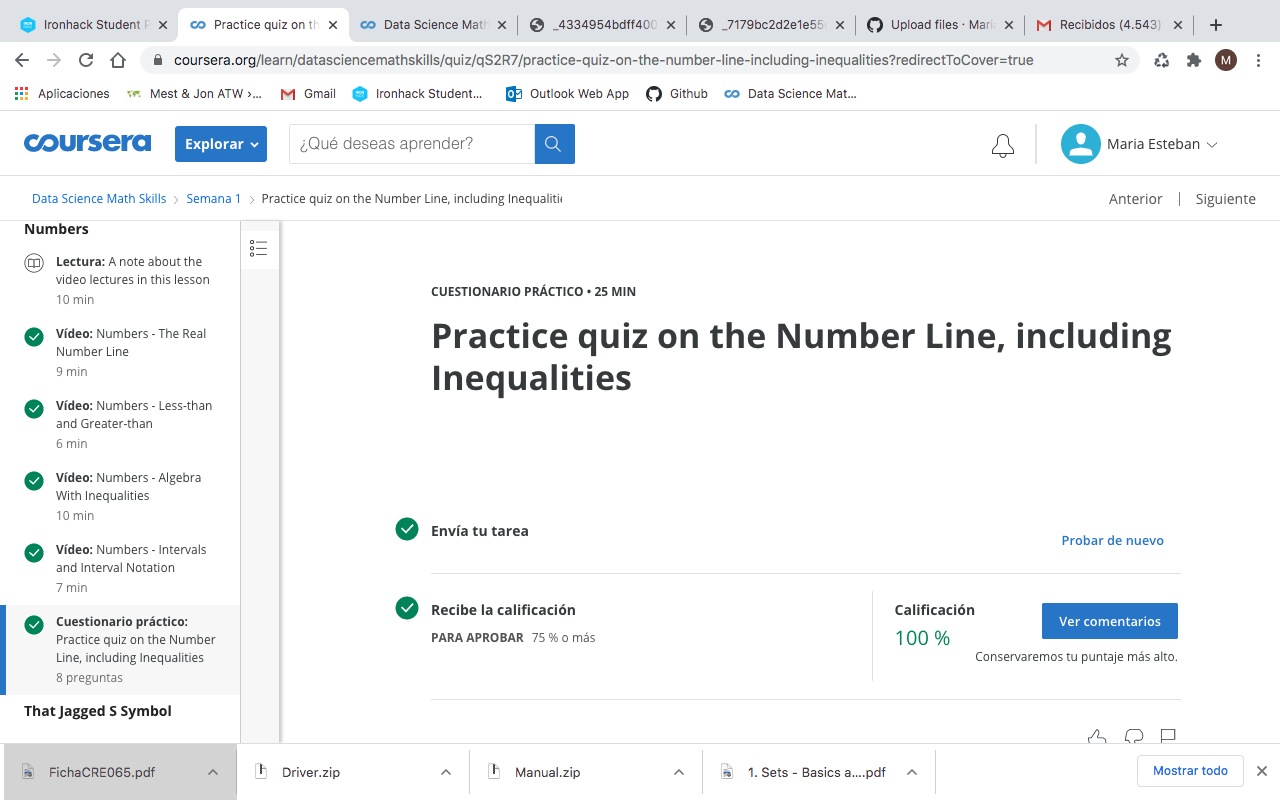 Ironhack Student P
Practice quiz on th
Data Science Math
_4334954bdff400
_7179bc2d2e1e55
Upload files · Maria
Recibidos (4.543)
coursera.org/learn/datasciencemathskills/quiz/qS2R7/practice-quiz-on-the-number-line-including-inequalities?redirectToCover=true
M
Aplicaciones
Mest & Jon ATW ›...
Gmail
Ironhack Student...
Outlook Web App
Github
Data Science Mat...
coursera
Explorar
¿Qué deseas aprender?
Maria Esteban
Data Science Math Skills
Semana 1
Practice quiz on the Number Line, including Inequalitie
Anterior
Siguiente
Numbers
Lectura: A note about the
video lectures in this lesson
10 min
Vídeo: Numbers - The Real
Number Line
9 min
Vídeo: Numbers - Less-than
and Greater-than
6 min
Vídeo: Numbers - Algebra
With Inequalities
10 min
Vídeo: Numbers - Intervals
and Interval Notation
7 min
Cuestionario práctico:
Practice quiz on the Number
Line, including Inequalities
8 preguntas
That Jagged S Symbol
CUESTIONARIO PRÁCTICO • 25 MIN
Practice quiz on the Number Line, including
Inequalities
Envía tu tarea
Probar de nuevo
Recibe la calificación
PARA APROBAR 75 % o más
Calificación
100 %
Ver comentarios
Conservaremos tu puntaje más alto.
FichaCRE065.pdf
Driver.zip
Manual.zip
1. Sets - Basics a....pdf
Mostrar todo